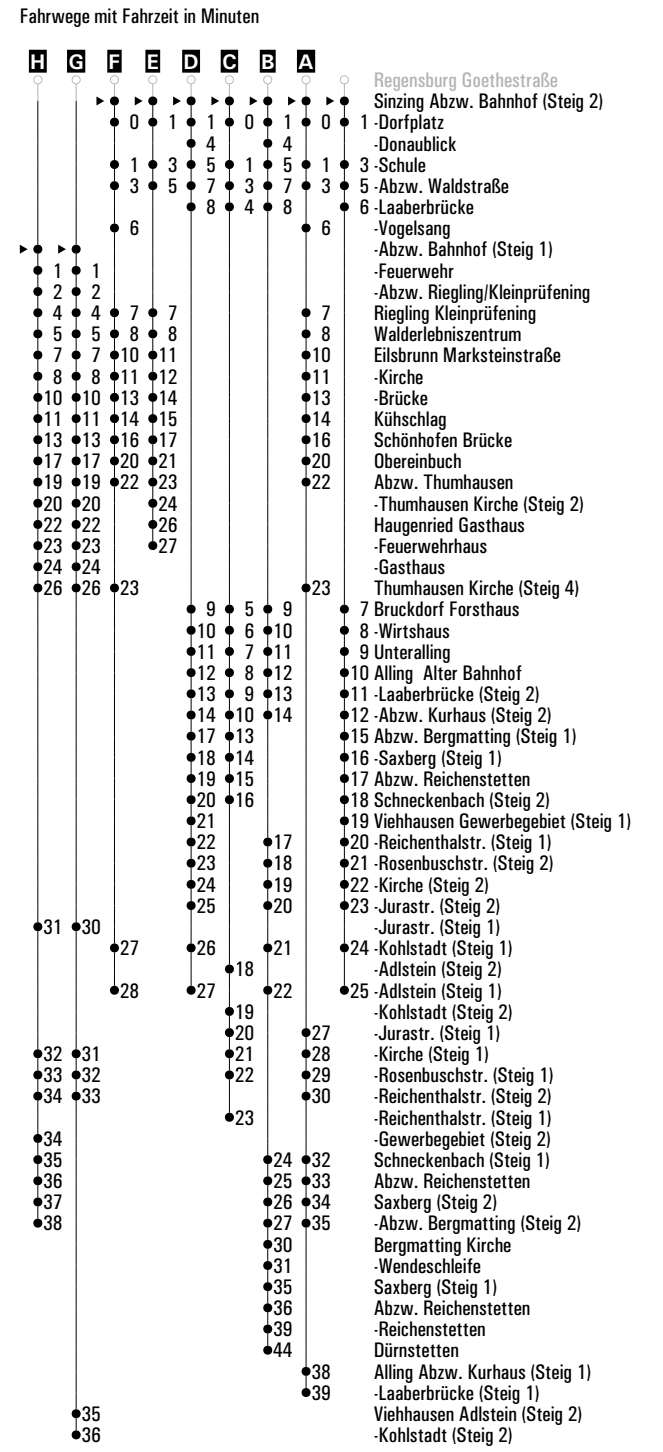 Fahrwege mit Fahrzeit in Minuten
H G F E D C B A
Regensburg Goethestraße
Sinzing Abzw. Bahnhof (Steig 2)
0 1 1 0 1 0 1 -Dorfplatz
4 4 -Donaublick
1 3 5 1 5 1 3 -Schule
3 5 7 3 7 3 5 -Abzw. Waldstraße
8 4 8 6 -Laaberbrücke
6 6 -Vogelsang
-Abzw. Bahnhof (Steig 1)
1 1 -Feuerwehr
2 2 -Abzw. Riegling/Kleinprüfening
4 4 7 7 7 Riegling Kleinprüfening
5 5 8 8 8 Walderlebniszentrum
7 7 10 11 10 Eilsbrunn Marksteinstraße
8 8 11 12 11 -Kirche
10 10 13 14 13 -Brücke
11 11 14 15 14 Kühschlag
13 13 16 17 16 Schönhofen Brücke
17 17 20 21 20 Obereinbuch
19 19 22 23 22 Abzw. Thumhausen
20 20 24 -Thumhausen Kirche (Steig 2)
22 22 26 Haugenried Gasthaus
23 23 27 -Feuerwehrhaus
24 24 -Gasthaus
26 26 23 23 Thumhausen Kirche (Steig 4)
9 5 9 7 Bruckdorf Forsthaus
10 6 10 8 -Wirtshaus
11 7 11 9 Unteralling
12 8 12 10 Alling Alter Bahnhof
13 9 13 11 -Laaberbrücke (Steig 2)
14 10 14 12 -Abzw. Kurhaus (Steig 2)
17 13 15 Abzw. Bergmatting (Steig 1)
18 14 16 -Saxberg (Steig 1)
19 15 17 Abzw. Reichenstetten
20 16 18 Schneckenbach (Steig 2)
21 19 Viehhausen Gewerbegebiet (Steig 1)
22 17 20 -Reichenthalstr. (Steig 1)
23 18 21 -Rosenbuschstr. (Steig 2)
24 19 22 -Kirche (Steig 2)
25 20 23 -Jurastr. (Steig 2)
31 30 -Jurastr. (Steig 1)
27 26 21 24 -Kohlstadt (Steig 1)
18 -Adlstein (Steig 2)
28 27 22 25 -Adlstein (Steig 1)
19 -Kohlstadt (Steig 2)
20 27 -Jurastr. (Steig 1)
32 31 21 28 -Kirche (Steig 1)
33 32 22 29 -Rosenbuschstr. (Steig 1)
34 33 30 -Reichenthalstr. (Steig 2)
23 -Reichenthalstr. (Steig 1)
34 -Gewerbegebiet (Steig 2)
35 24 32 Schneckenbach (Steig 1)
36 25 33 Abzw. Reichenstetten
37 26 34 Saxberg (Steig 2)
38 27 35 -Abzw. Bergmatting (Steig 2)
30 Bergmatting Kirche
31 -Wendeschleife
35 Saxberg (Steig 1)
36 Abzw. Reichenstetten
39 -Reichenstetten
44 Dürnstetten
38 Alling Abzw. Kurhaus (Steig 1)
39 -Laaberbrücke (Steig 1)
35 Viehhausen Adlstein (Steig 2)
36 -Kohlstadt (Steig 2)